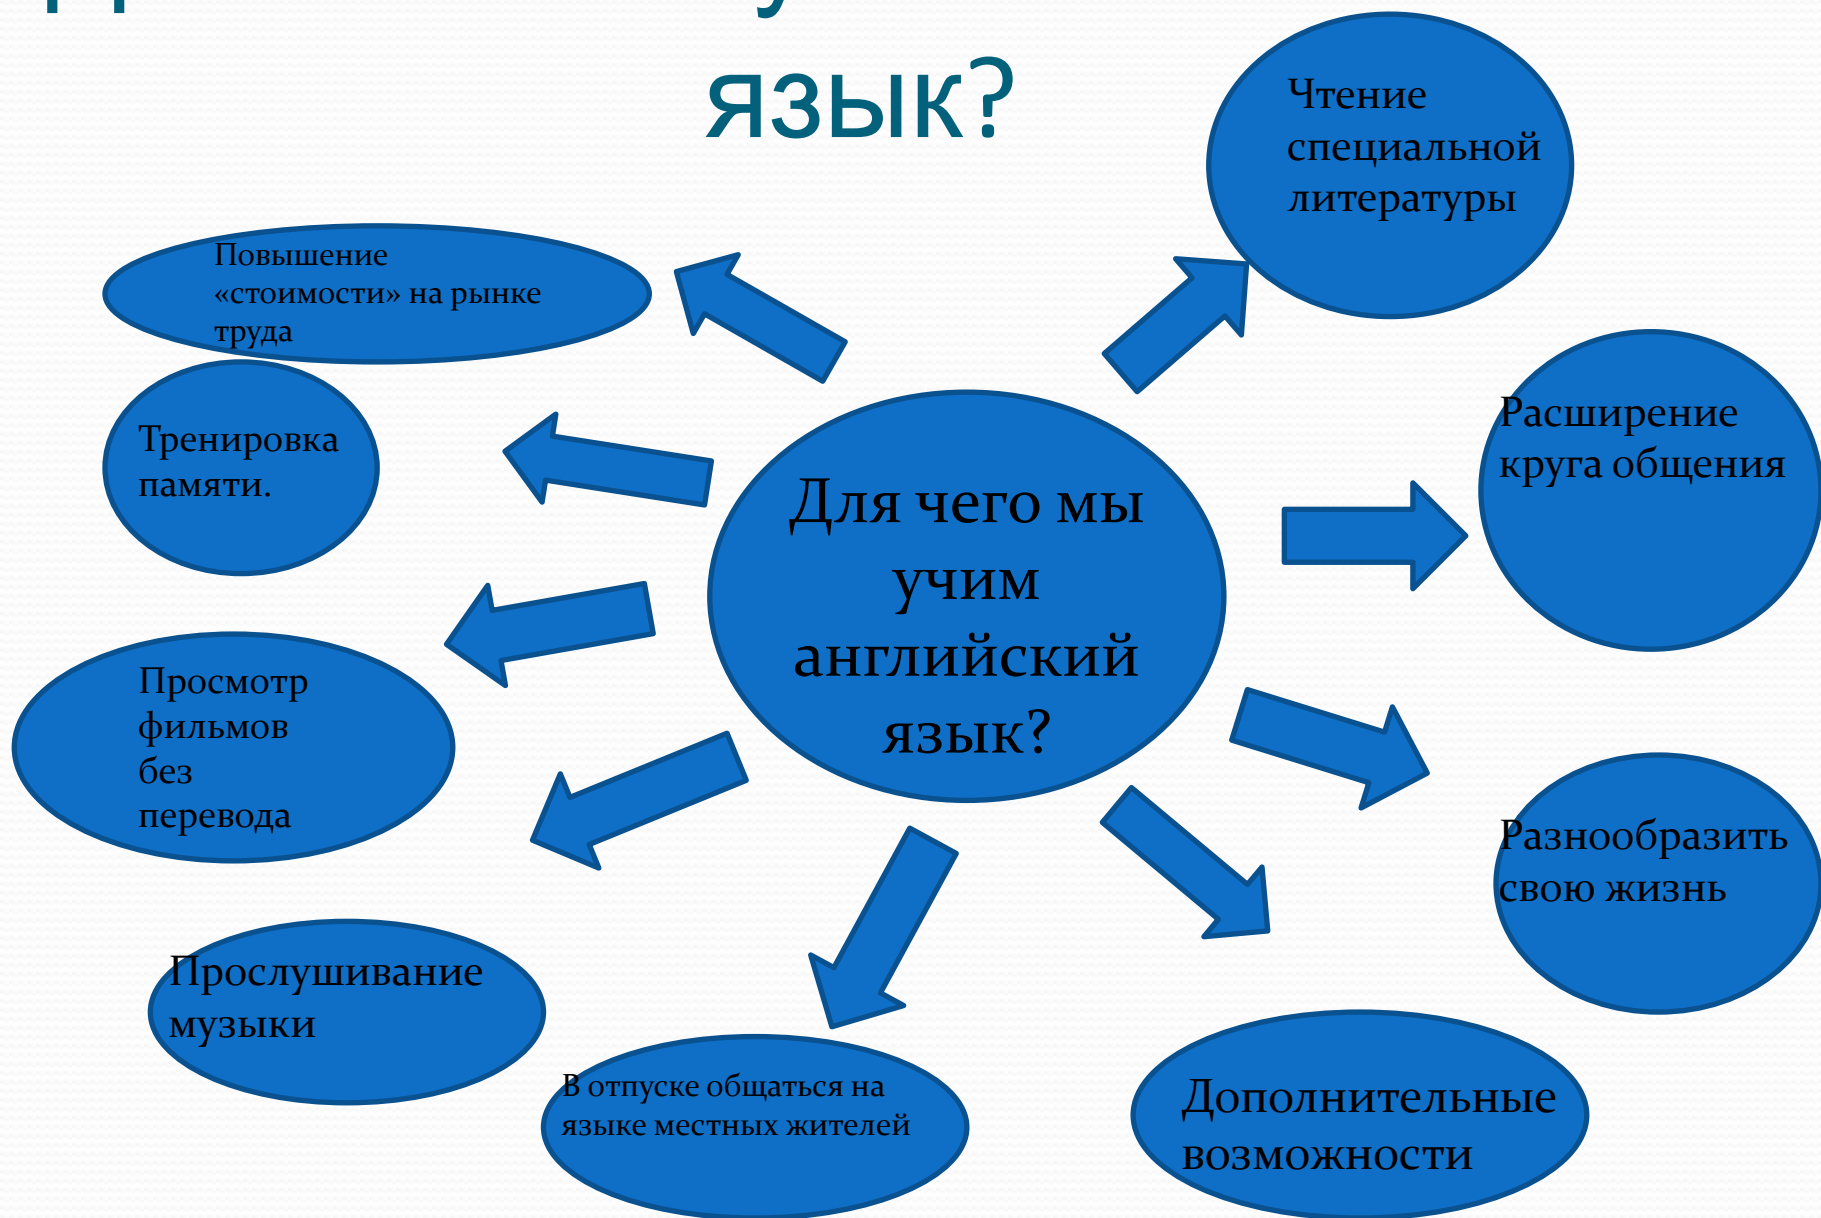 язык?
Чтение
специальной
литературы
Повышение
«стоимости» на рынке
труда
Расширение
круга общения
Тренировка
памяти.
Для чего мы
учим
английский
язык?
Просмотр
фильмов
без
перевода
Разнообразить
свою жизнь
Прослушивание
музыки
В отпуске общаться на
языке местных жителей
Дополнительные
возможности